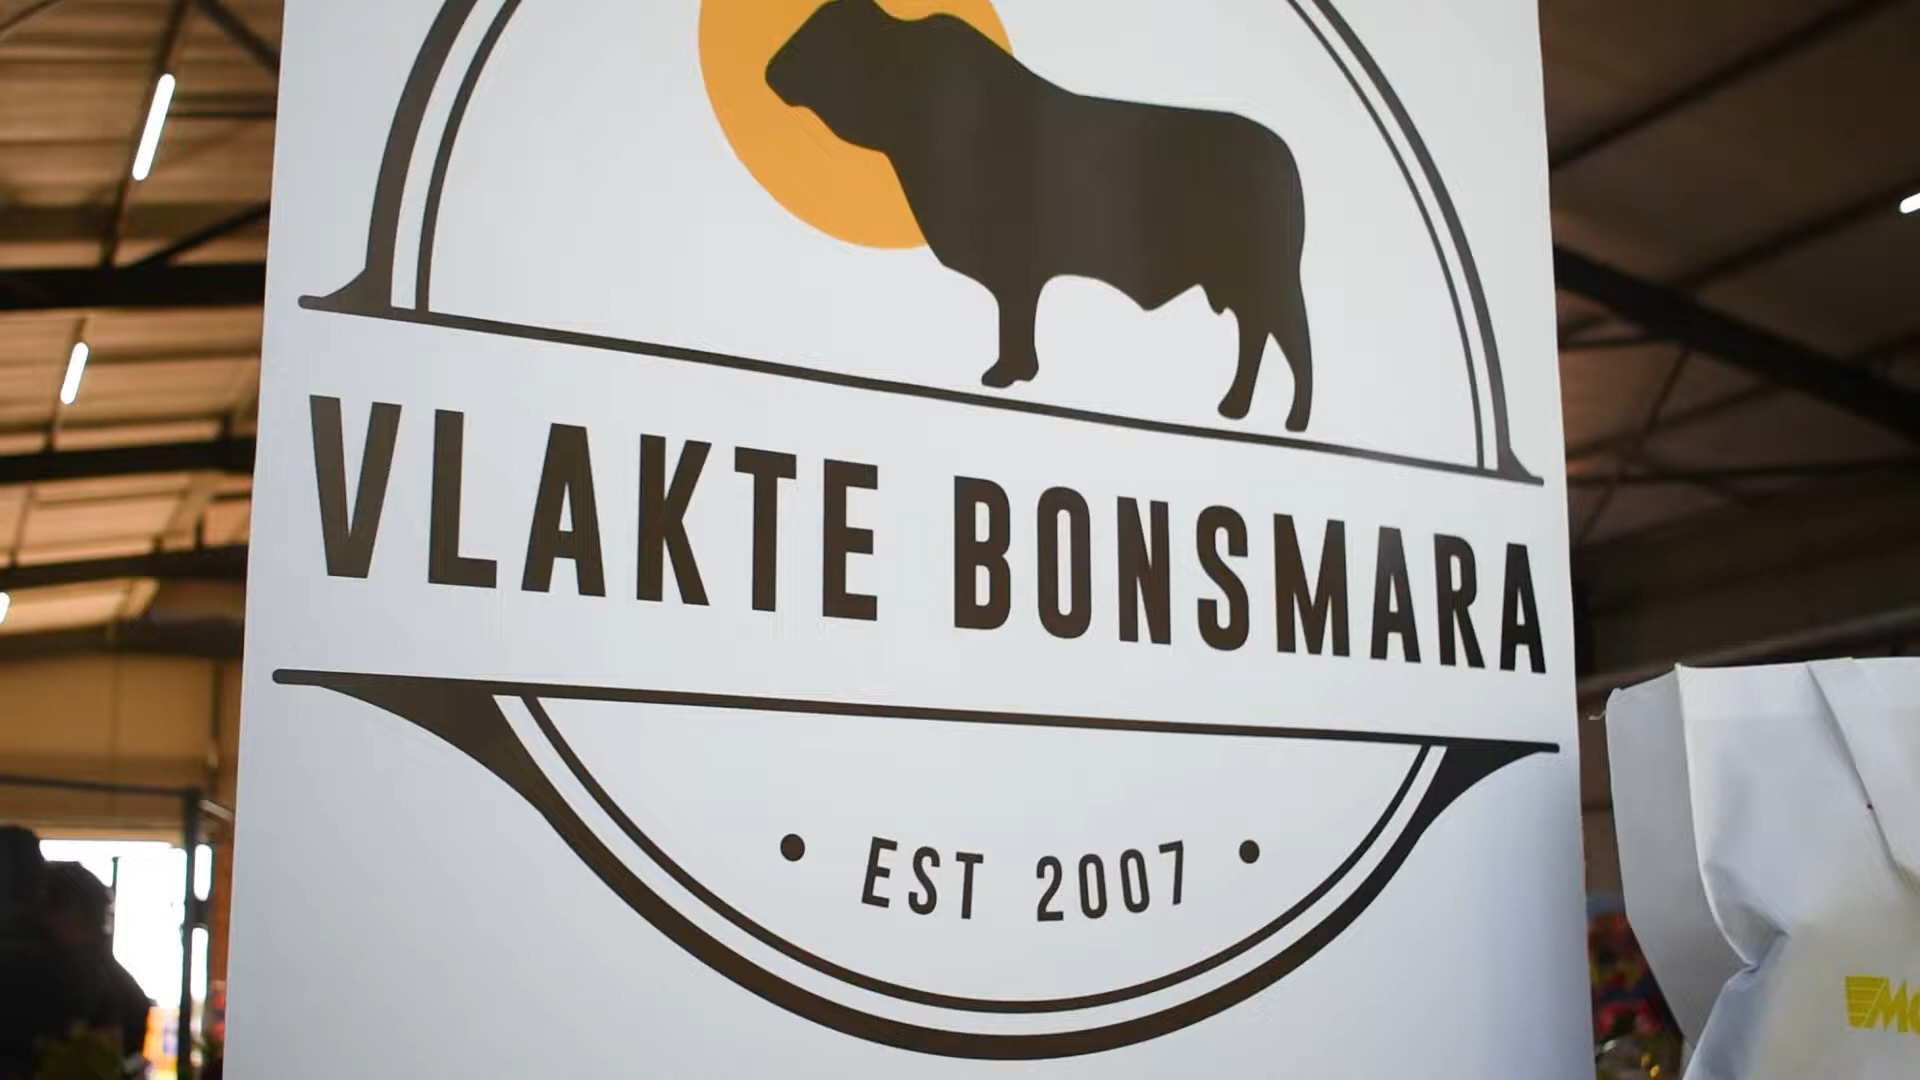 VLAKTE BONSMARA
• EST 2007 •